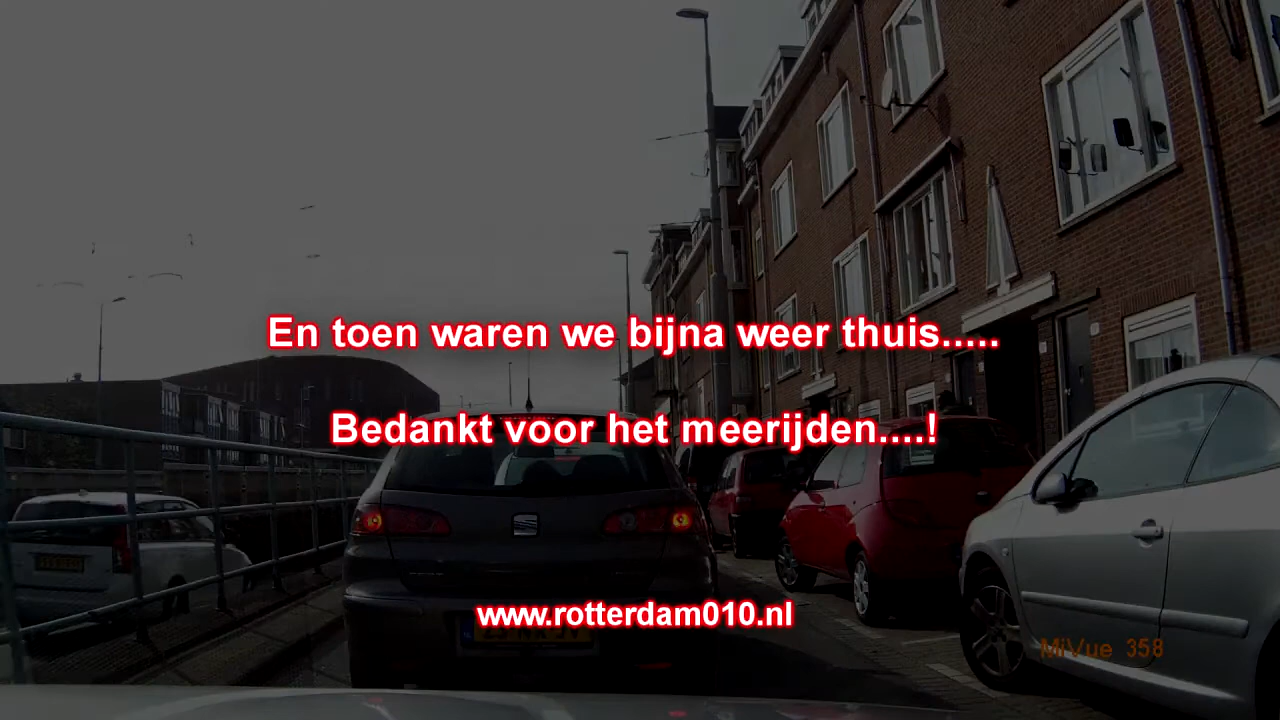 En toen waren we bijna weer thuis.....
Bedankt voor het meerijden....!
www.rotterdam010.nl
MiVue 358